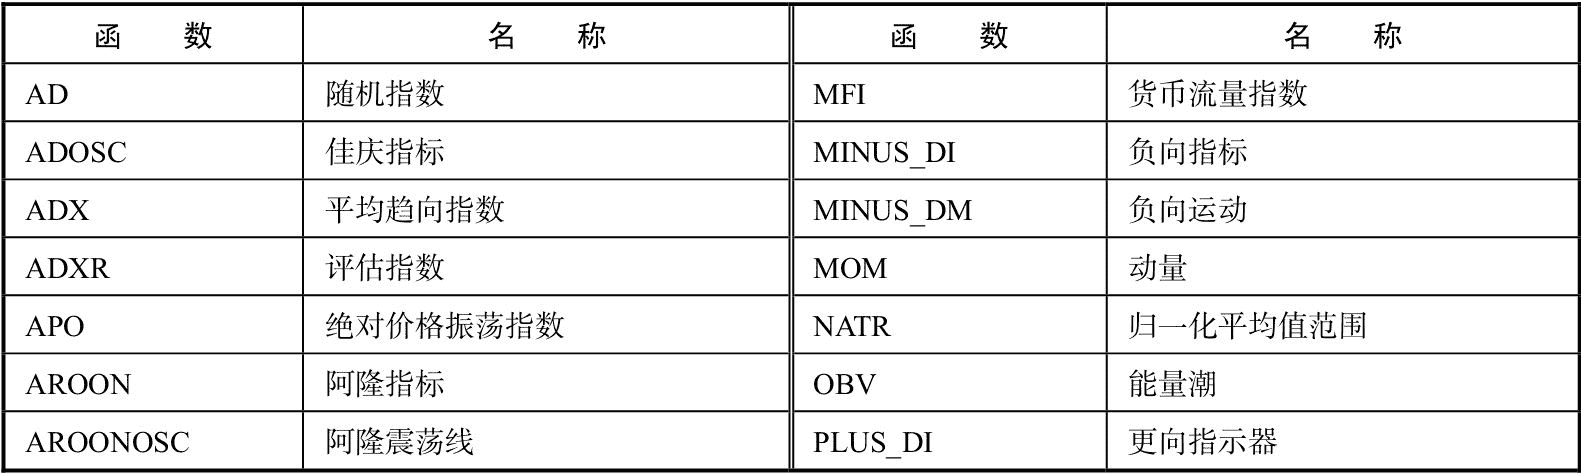 函 数 名 称 函 数 名 称
AD 随机指数 MFI 货币流量指数
ADOSC 佳庆指标 MINUS_DI 负向指标
ADX 平均趋向指数 MINUS_DM 负向运动
ADXR 评估指数 MOM 动量
APO 绝对价格振荡指数 NATR 归一化平均值范围
AROON 阿隆指标 OBV 能量潮
AROONOSC 阿隆震荡线 PLUS_DI 更向指示器